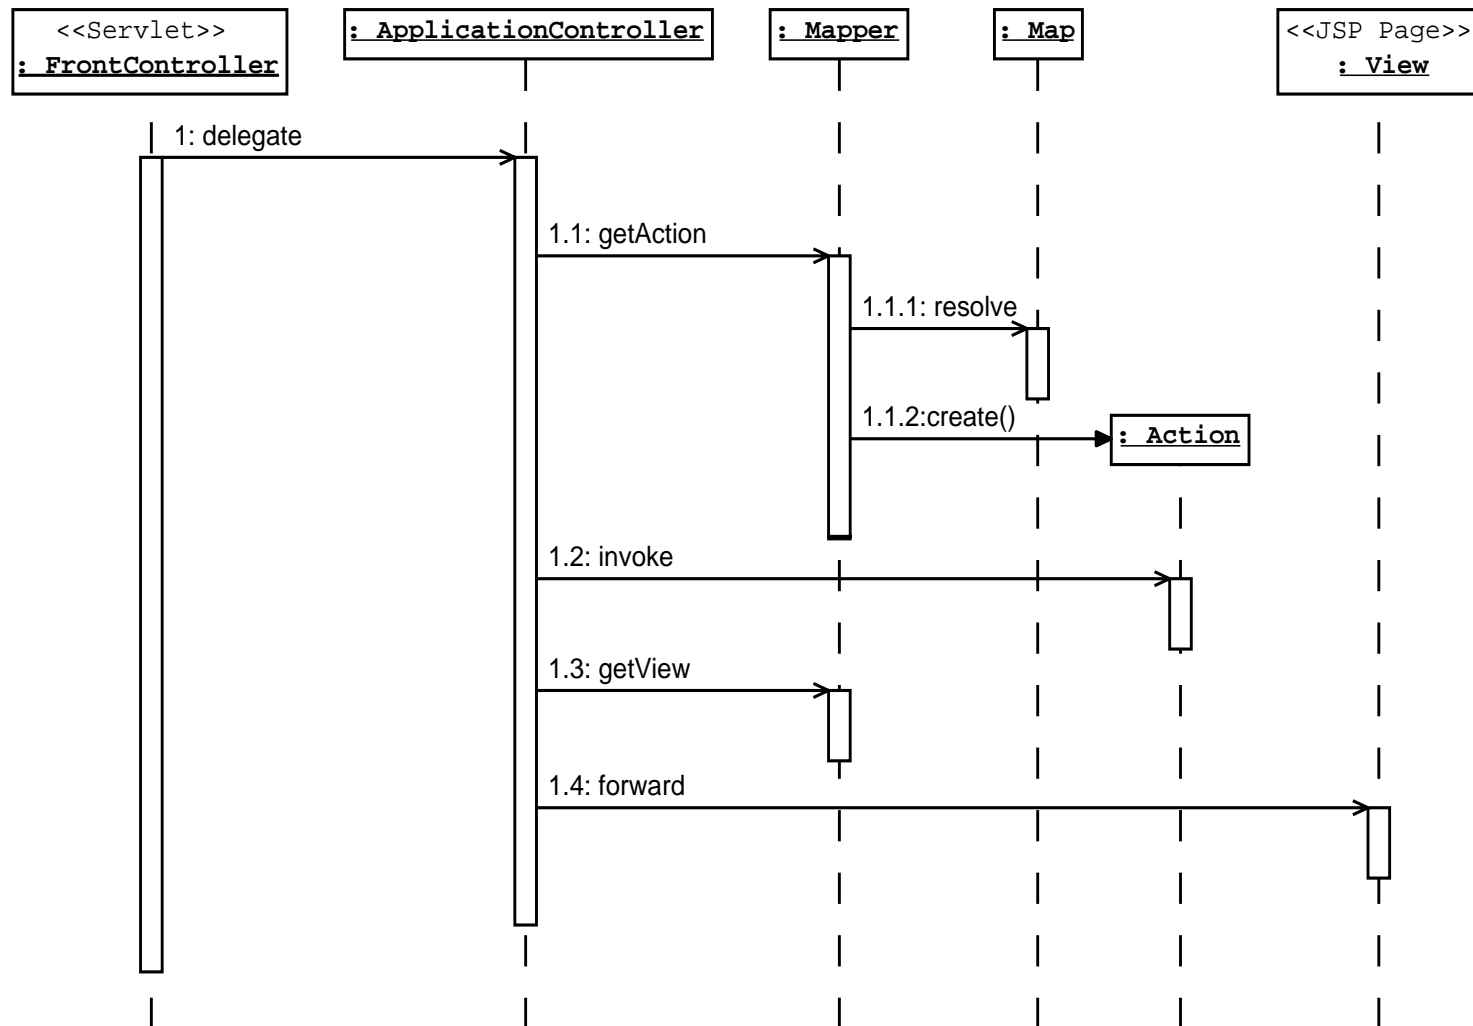 <<Servlet>>
: FrontController
: ApplicationController
: Mapper
: Map
<<JSP Page>>
: View
1: delegate
1.1: getAction
1.1.1: resolve
1.1.2:create()
: Action
1.2: invoke
1.3: getView
1.4: forward